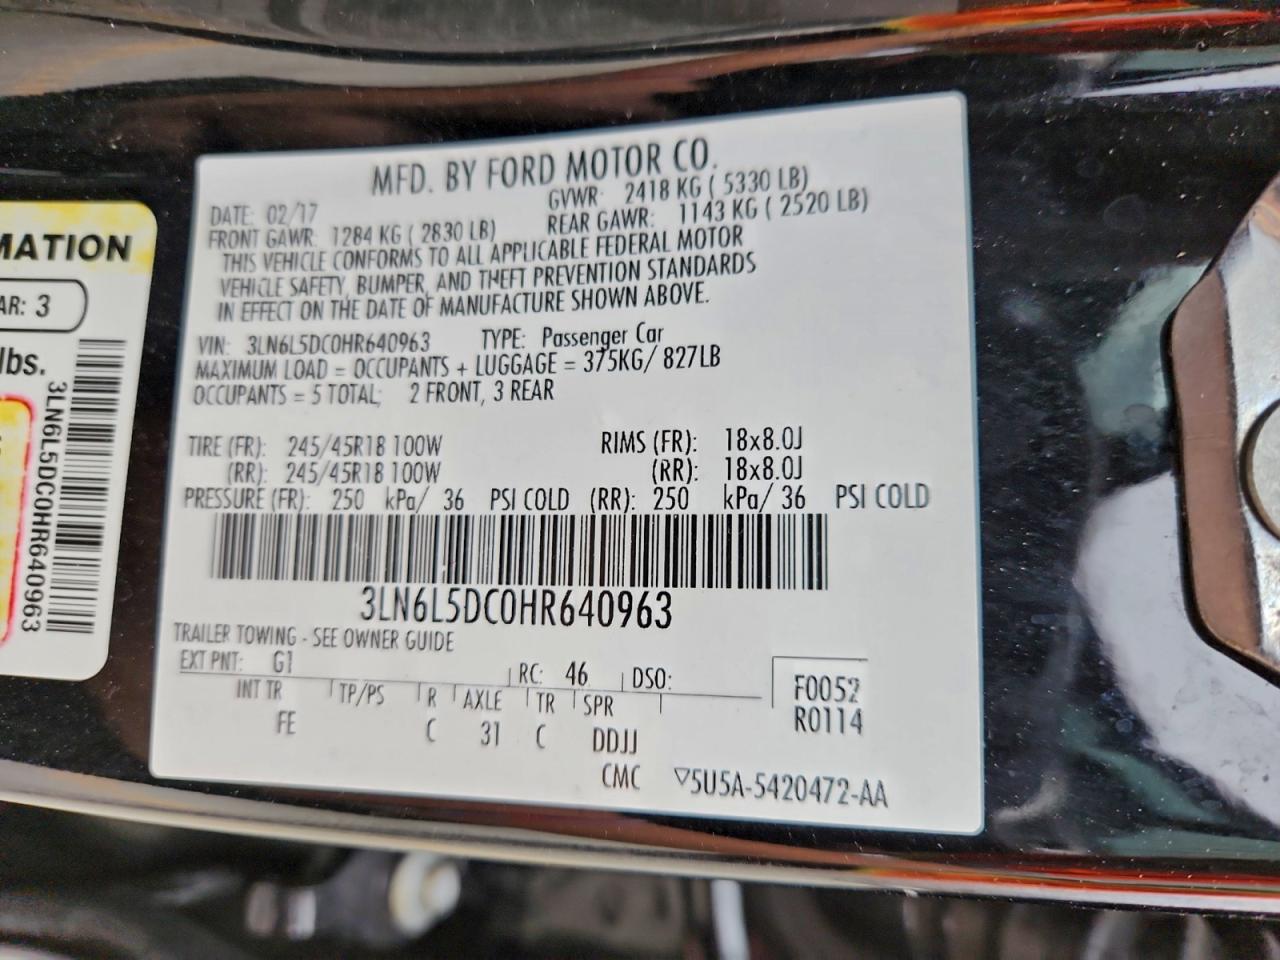 MFD. BY FORD MOTOR CO.
DATE: 02/17 GVWR: 2418 KG ( 5330 LB)
FRONT GAWR: 1284 KG ( 2830 LB) REAR GAWR: 1143 KG ( 2520 LB)
THIS VEHICLE CONFORMS TO ALL APPLICABLE FEDERAL MOTOR
VEHICLE SAFETY, BUMPER, AND THEFT PREVENTION STANDARDS
IN EFFECT ON THE DATE OF MANUFACTURE SHOWN ABOVE.
VIN: 3LN6L5DC0HR640963 TYPE: Passenger Car
MAXIMUM LOAD = OCCUPANTS + LUGGAGE = 375KG/ 827LB
OCCUPANTS = 5 TOTAL; 2 FRONT, 3 REAR
TIRE (FR): 245/45R18 100W RIMS (FR): 18x8.0J
(RR): 245/45R18 100W (RR): 18x8.0J
PRESSURE (FR): 250 kPa/ 36 PSI COLD (RR): 250 kPa/ 36 PSI COLD
3LN6L5DC0HR640963
TRAILER TOWING - SEE OWNER GUIDE
EXT PNT: G1 RC: 46 DSO:
INT TR TP/PS R AXLE TR SPR
FE C 31 C DDJJ
CMC
F0052
R0114
▽5U5A-5420472-AA
MATION
AR: 3
lbs.
3LN6L5DC0HR640963